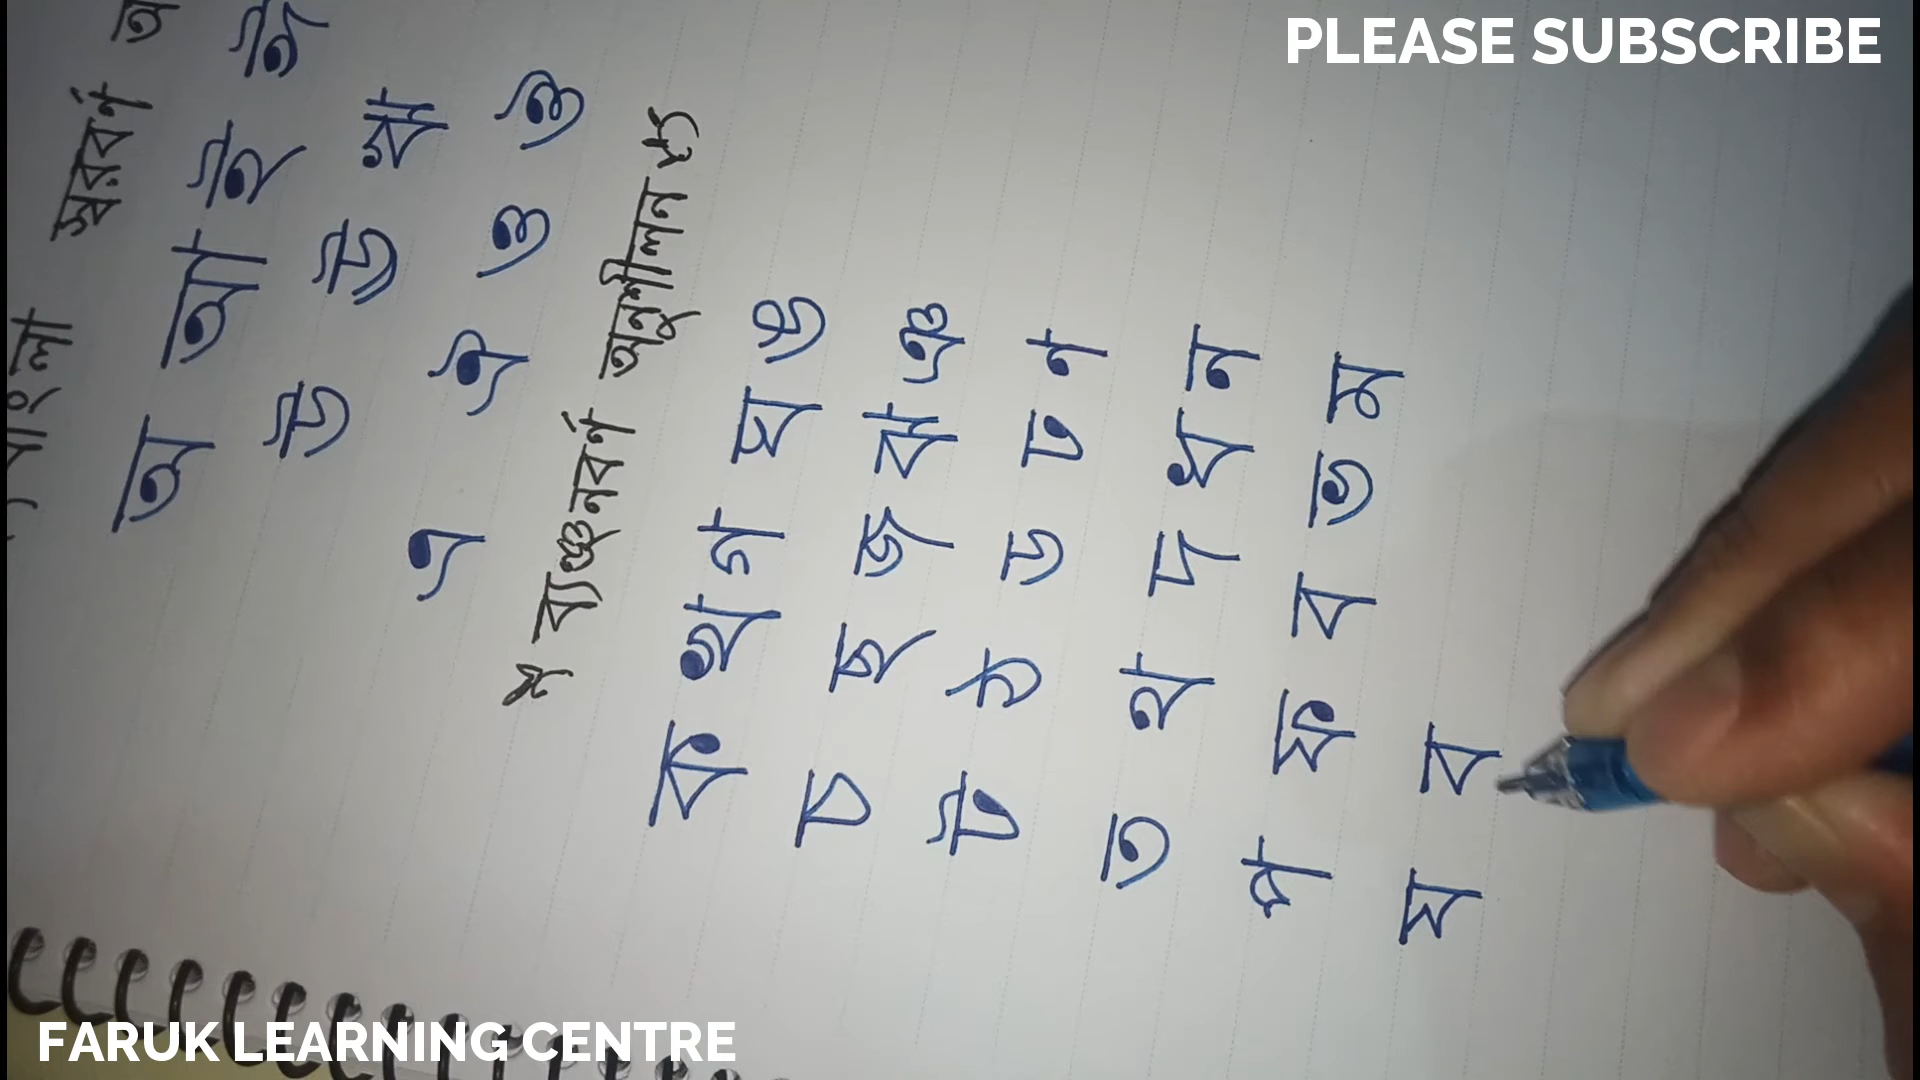 PLEASE SUBSCRIBE
বাংলা স্বরবর্ণ
অ আ ই ঈ
উ ঊ ঋ
এ ঐ ও ঔ
ব্যঞ্জনবর্ণ অনুশীলন
ক খ গ ঘ ঙ
চ ছ জ ঝ ঞ
ট ঠ ড ঢ ণ
ত থ দ ধ ন
প ফ ব ভ ম
য ব
FARUK LEARNING CENTRE